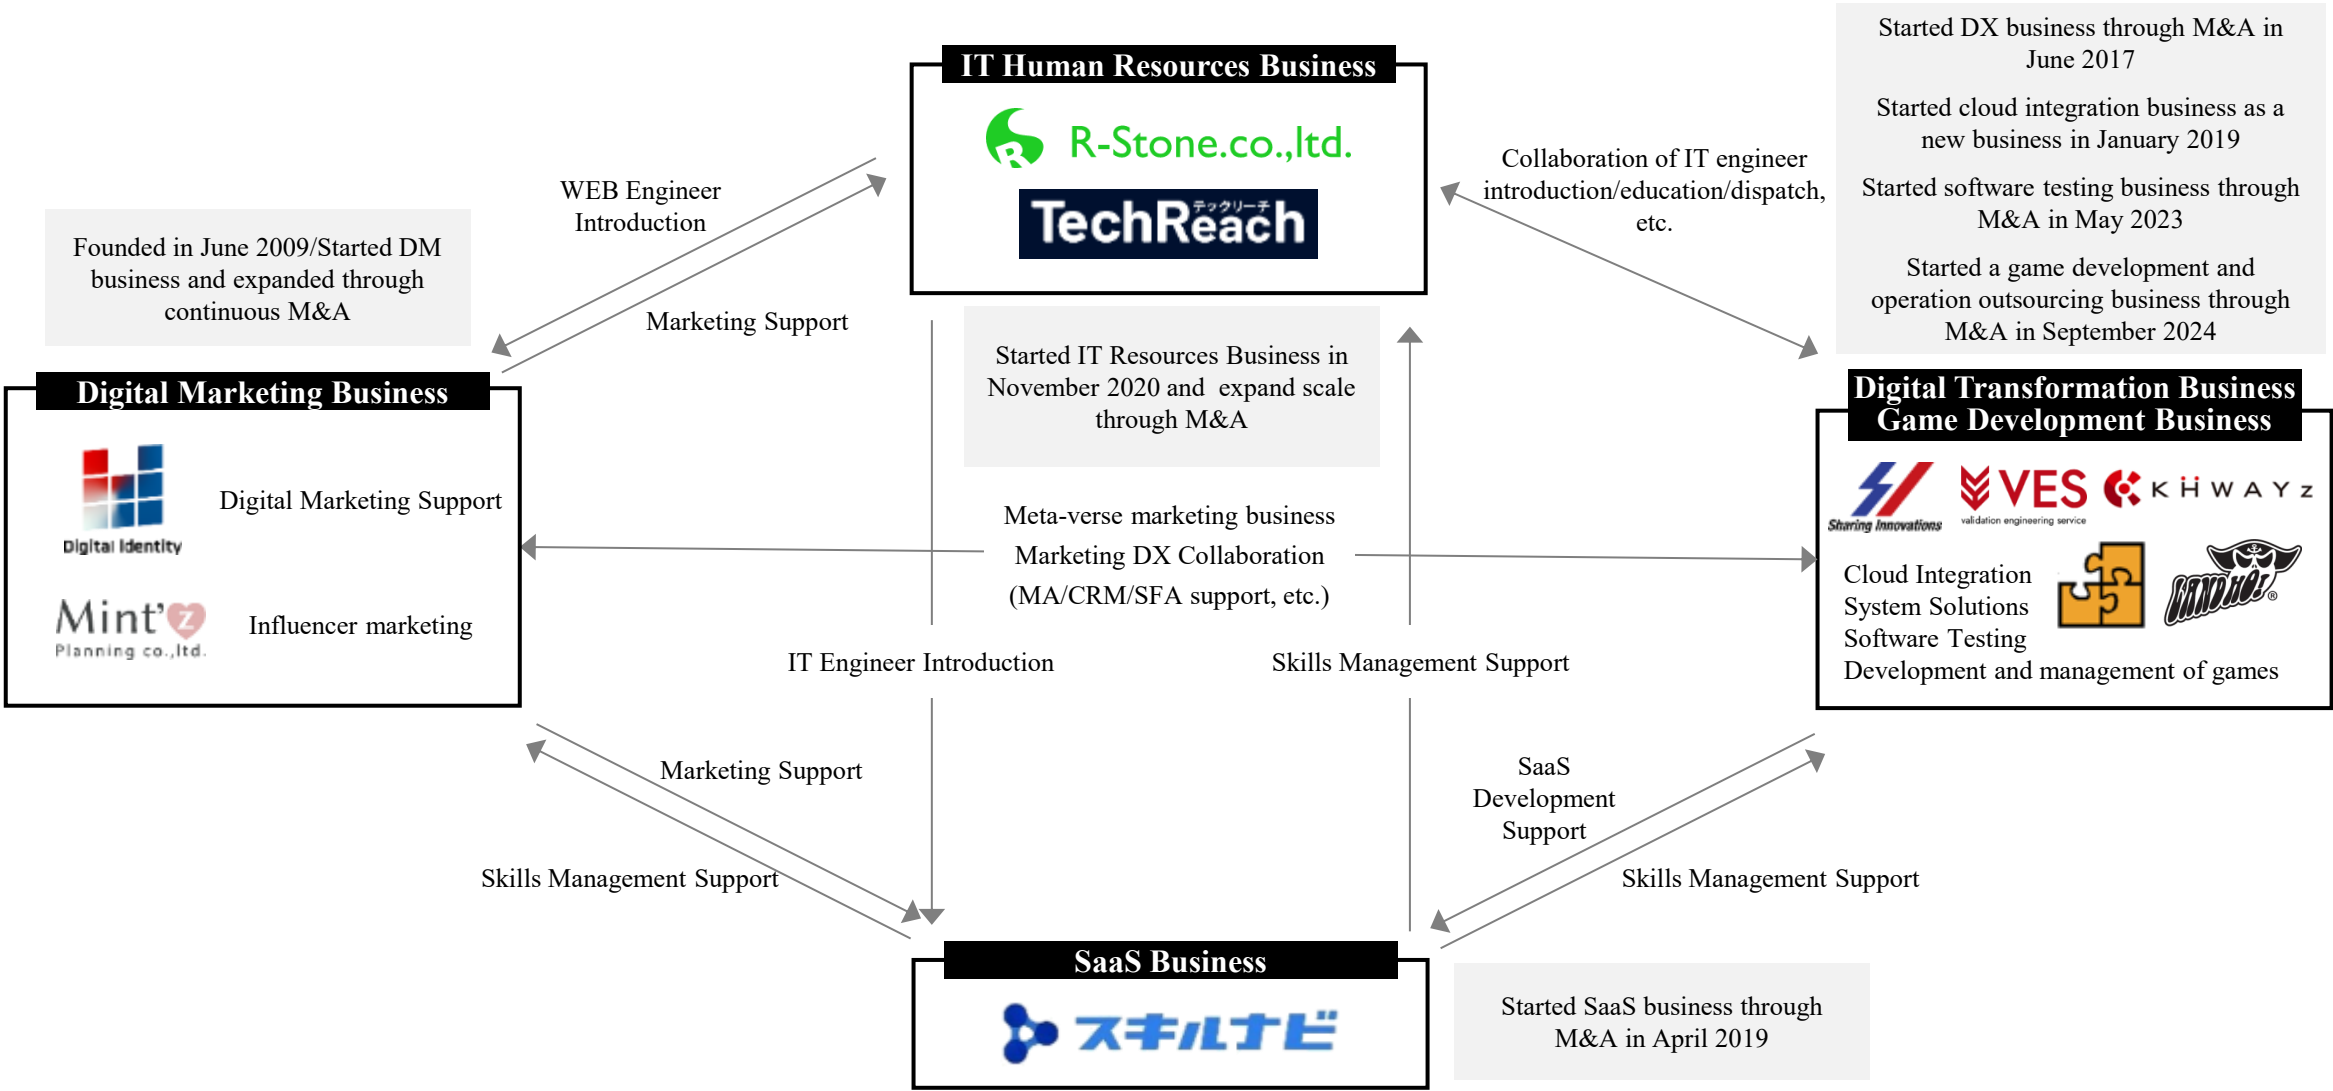 IT Human Resources Business
R-Stone.co.,ltd.
テックリーチ
TechReach
Started DX business through M&A in
June 2017
Started cloud integration business as a
new business in January 2019
Started software testing business through
M&A in May 2023
Started a game development and
operation outsourcing business through
M&A in September 2024
WEB Engineer
Introduction
Marketing Support
Collaboration of IT engineer
introduction/education/dispatch,
etc.
Founded in June 2009/Started DM
business and expanded through
continuous M&A
Started IT Resources Business in
November 2020 and expand scale
through M&A
Digital Marketing Business
Digital Identity
Digital Marketing Support
Mint'z
Planning co.,ltd.
Influencer marketing
Meta-verse marketing business
Marketing DX Collaboration
(MA/CRM/SFA support, etc.)
Digital Transformation Business
Game Development Business
Sharing Innovations
VES
validation engineering service
KHWAYZ
Cloud Integration
System Solutions
Software Testing
Development and management of games
LAND HO!®
IT Engineer Introduction
Skills Management Support
Marketing Support
Skills Management Support
SaaS
Development
Support
Skills Management Support
SaaS Business
スキルナビ
Started SaaS business through
M&A in April 2019